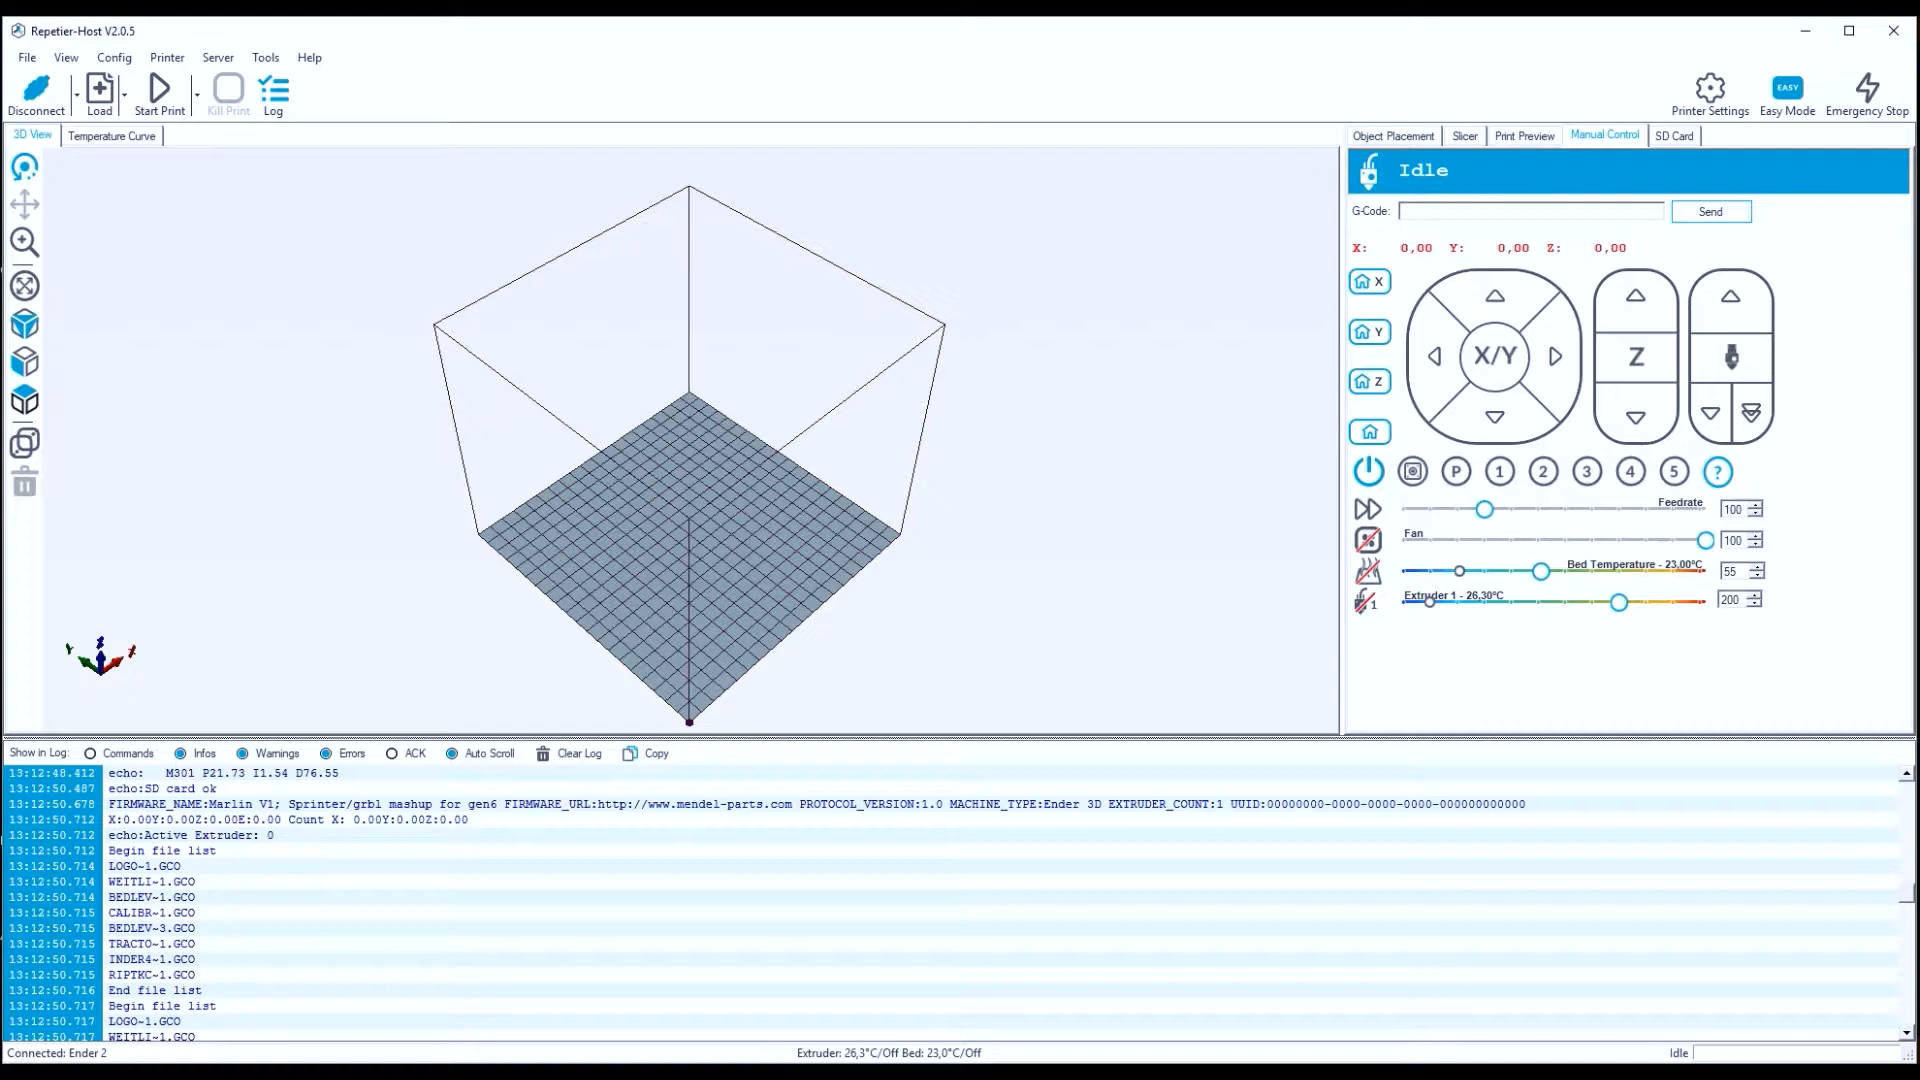 Repetier-Host V2.0.5
File View Config Printer Server Tools Help
Disconnect Load Start Print Kill Print Log Printer Settings EASY Easy Mode Emergency Stop
3D View Temperature Curve Object Placement Slicer Print Preview Manual Control SD Card
Idle
G-Code: Send
X: 0,00 Y: 0,00 Z: 0,00
X
Y
Z
X/Y Z
P 1 2 3 4 5 ?
Feedrate 100
Fan 100
Bed Temperature - 23,00°C 55
1 Extruder 1 - 26,30°C 200
Y Z X
Show in Log: Commands Infos Warnings Errors ACK Auto Scroll Clear Log Copy
13:12:48.412 echo: M301 P21.73 I1.54 D76.55
13:12:50.487 echo:SD card ok
13:12:50.678 FIRMWARE_NAME:Marlin V1; Sprinter/grbl mashup for gen6 FIRMWARE_URL:http://www.mendel-parts.com PROTOCOL_VERSION:1.0 MACHINE_TYPE:Ender 3D EXTRUDER_COUNT:1 UUID:00000000-0000-0000-0000-000000000000
13:12:50.712 X:0.00Y:0.00Z:0.00E:0.00 Count X: 0.00Y:0.00Z:0.00
13:12:50.712 echo:Active Extruder: 0
13:12:50.712 Begin file list
13:12:50.714 LOGO~1.GCO
13:12:50.714 WEITLI~1.GCO
13:12:50.714 BEDLEV~1.GCO
13:12:50.715 CALIBR~1.GCO
13:12:50.715 BEDLEV~3.GCO
13:12:50.715 TRACTO~1.GCO
13:12:50.715 INDER4~1.GCO
13:12:50.715 RIPTKC~1.GCO
13:12:50.716 End file list
13:12:50.717 Begin file list
13:12:50.717 LOGO~1.GCO
13:12:50.717 WEITLI~1.GCO
Connected: Ender 2 Extruder: 26,3°C/Off Bed: 23,0°C/Off Idle